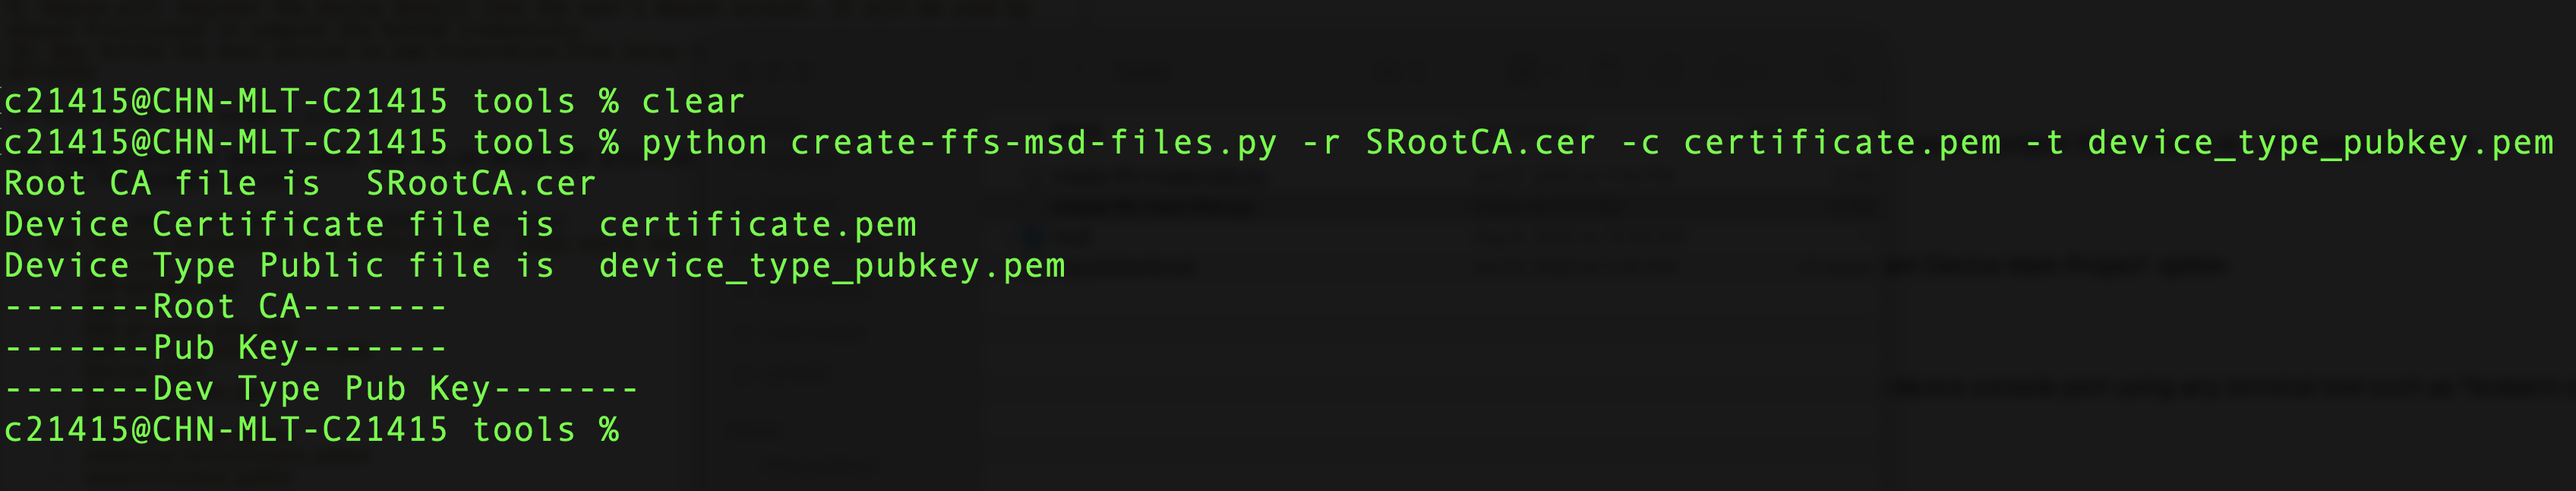 c21415@CHN-MLT-C21415 tools % clear
c21415@CHN-MLT-C21415 tools % python create-ffs-msd-files.py -r SRootCA.cer -c certificate.pem -t device_type_pubkey.pem
Root CA file is  SRootCA.cer
Device Certificate file is  certificate.pem
Device Type Public file is  device_type_pubkey.pem
-------Root CA-------
-------Pub Key-------
-------Dev Type Pub Key-------
c21415@CHN-MLT-C21415 tools %